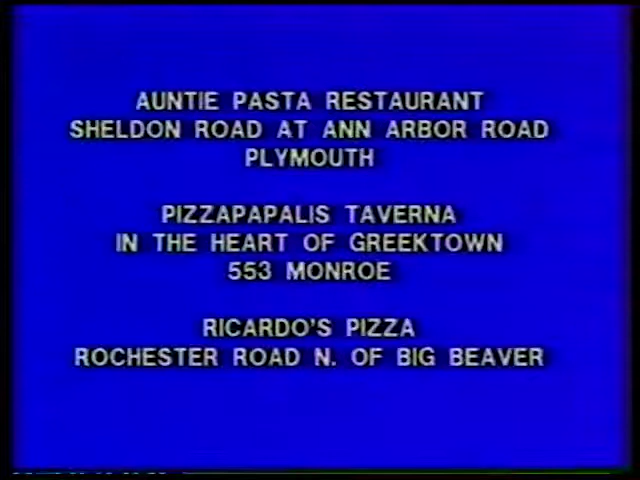 AUNTIE PASTA RESTAURANT
SHELDON ROAD AT ANN ARBOR ROAD
PLYMOUTH
PIZZAPAPALIS TAVERNA
IN THE HEART OF GREEKTOWN
553 MONROE
RICARDO'S PIZZA
ROCHESTER ROAD N. OF BIG BEAVER